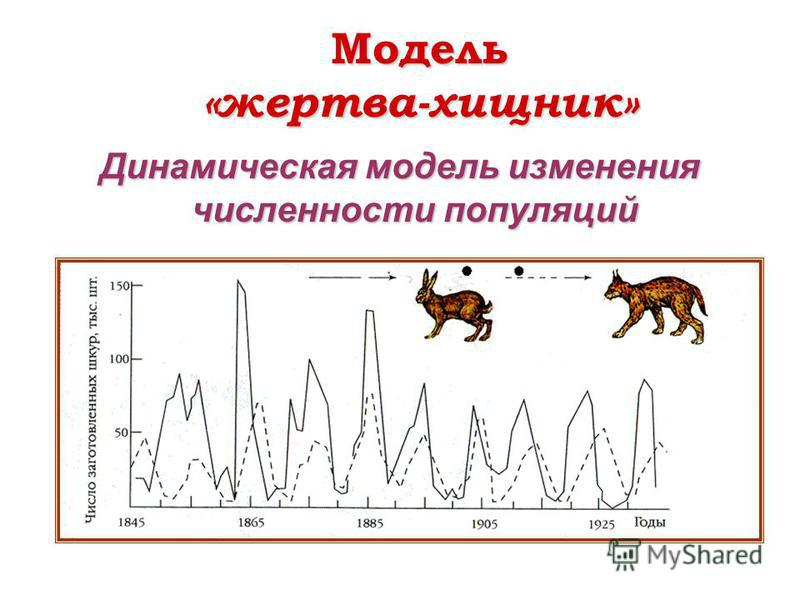 Модель
«жертва-хищник»
Динамическая модель изменения
численности популяций
Число заготовленных шкур, тыс. шт.
150
100
50
1845 1865 1885 1905 1925 Годы
MyShared